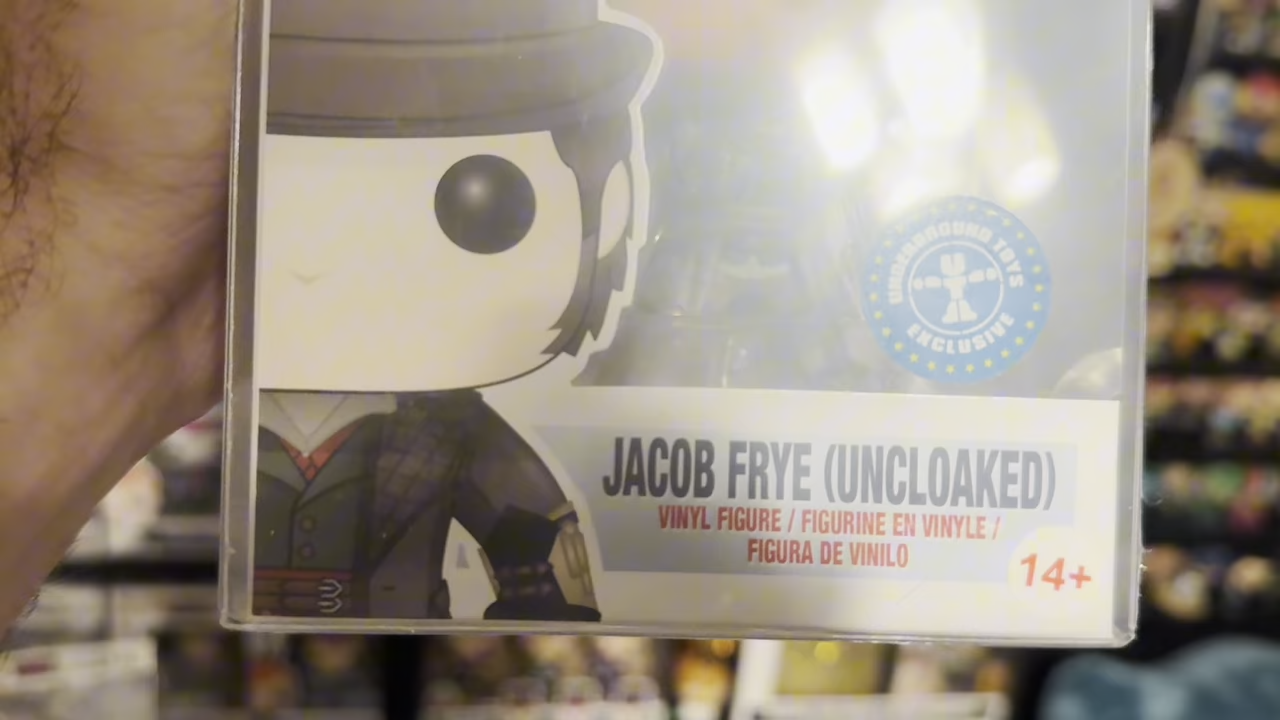 UNDERGROUND TOYS
EXCLUSIVE
JACOB FRYE (UNCLOAKED)
VINYL FIGURE / FIGURINE EN VINYLE /
FIGURA DE VINILO
14+